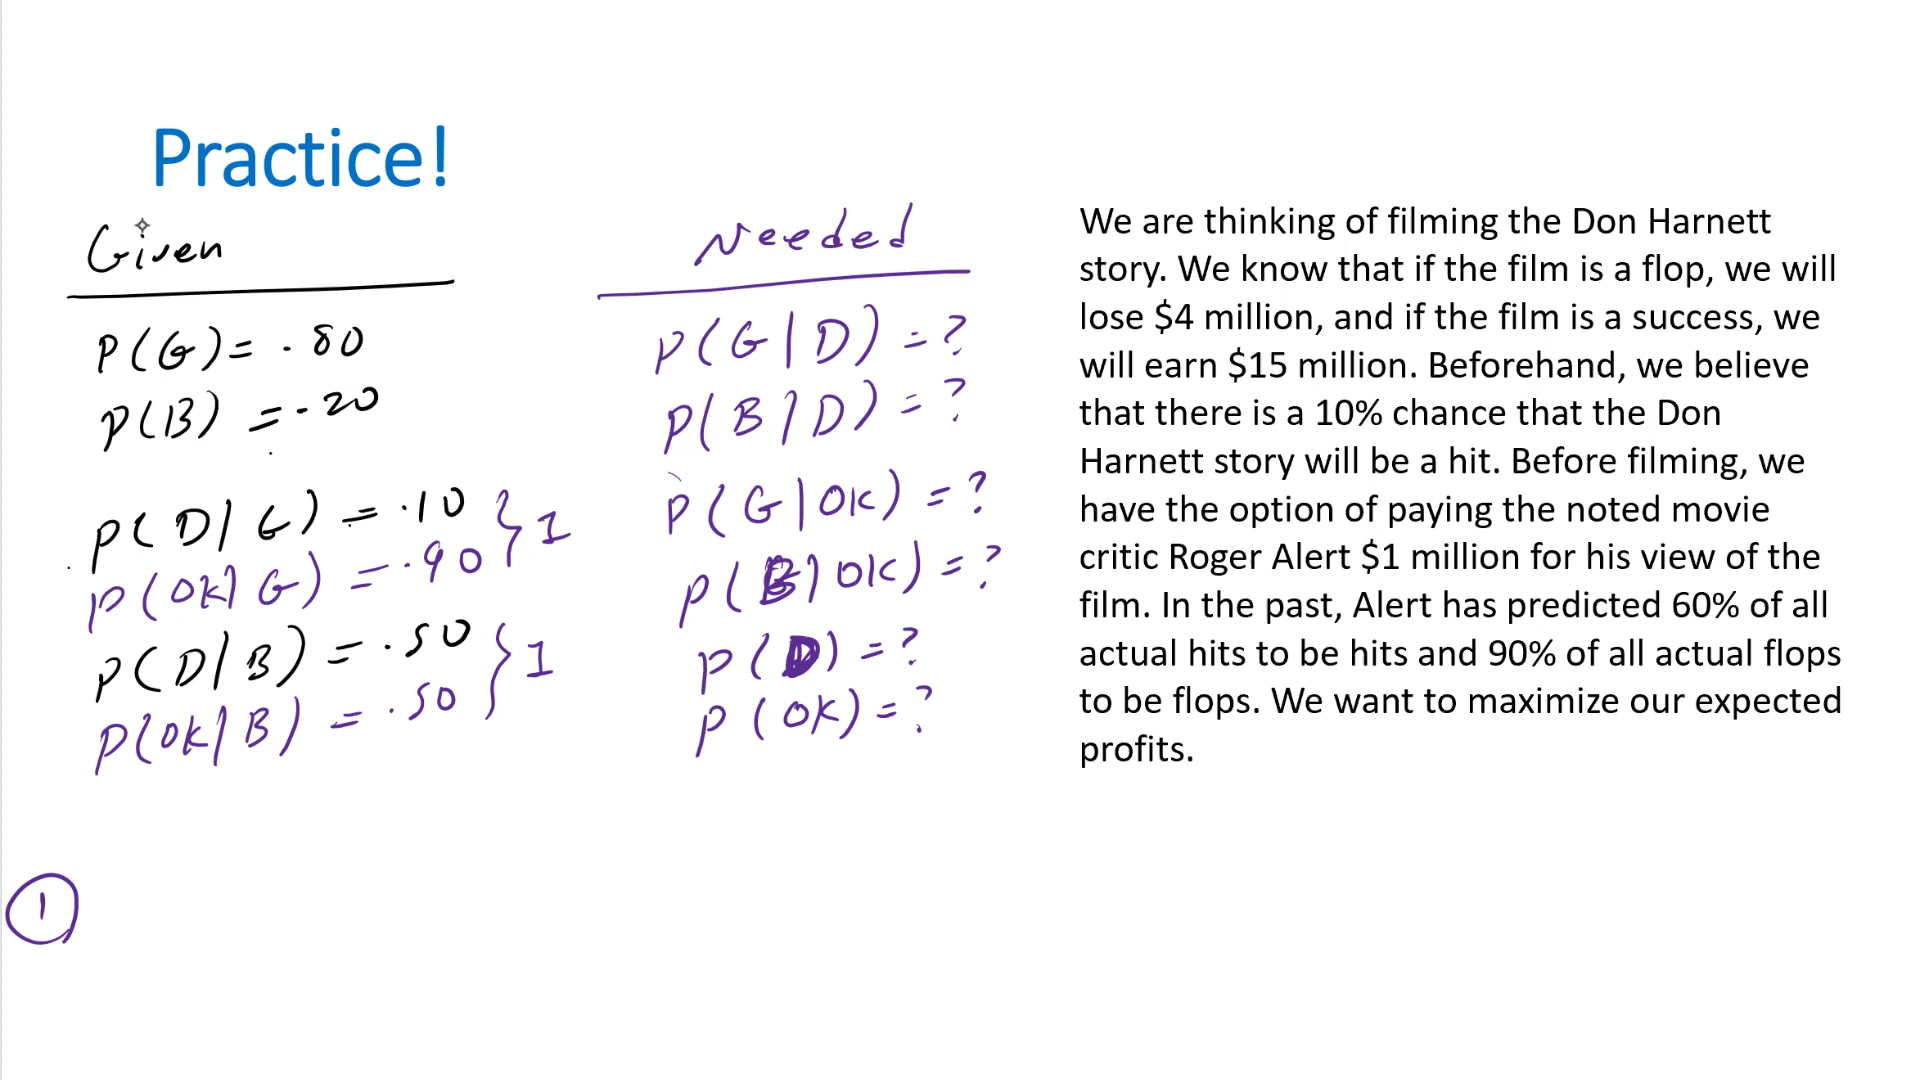 Practice!
Given
P(G) = .80
P(B) = .20
P(D|G) = .10
P(OK|G) = .90
} 1
P(D|B) = .50
P(OK|B) = .50
} 1
1
Needed
P(G|D) = ?
P(B|D) = ?
P(G|OK) = ?
P(B|OK) = ?
P(D) = ?
P(OK) = ?
We are thinking of filming the Don Harnett
story. We know that if the film is a flop, we will
lose $4 million, and if the film is a success, we
will earn $15 million. Beforehand, we believe
that there is a 10% chance that the Don
Harnett story will be a hit. Before filming, we
have the option of paying the noted movie
critic Roger Alert $1 million for his view of the
film. In the past, Alert has predicted 60% of all
actual hits to be hits and 90% of all actual flops
to be flops. We want to maximize our expected
profits.